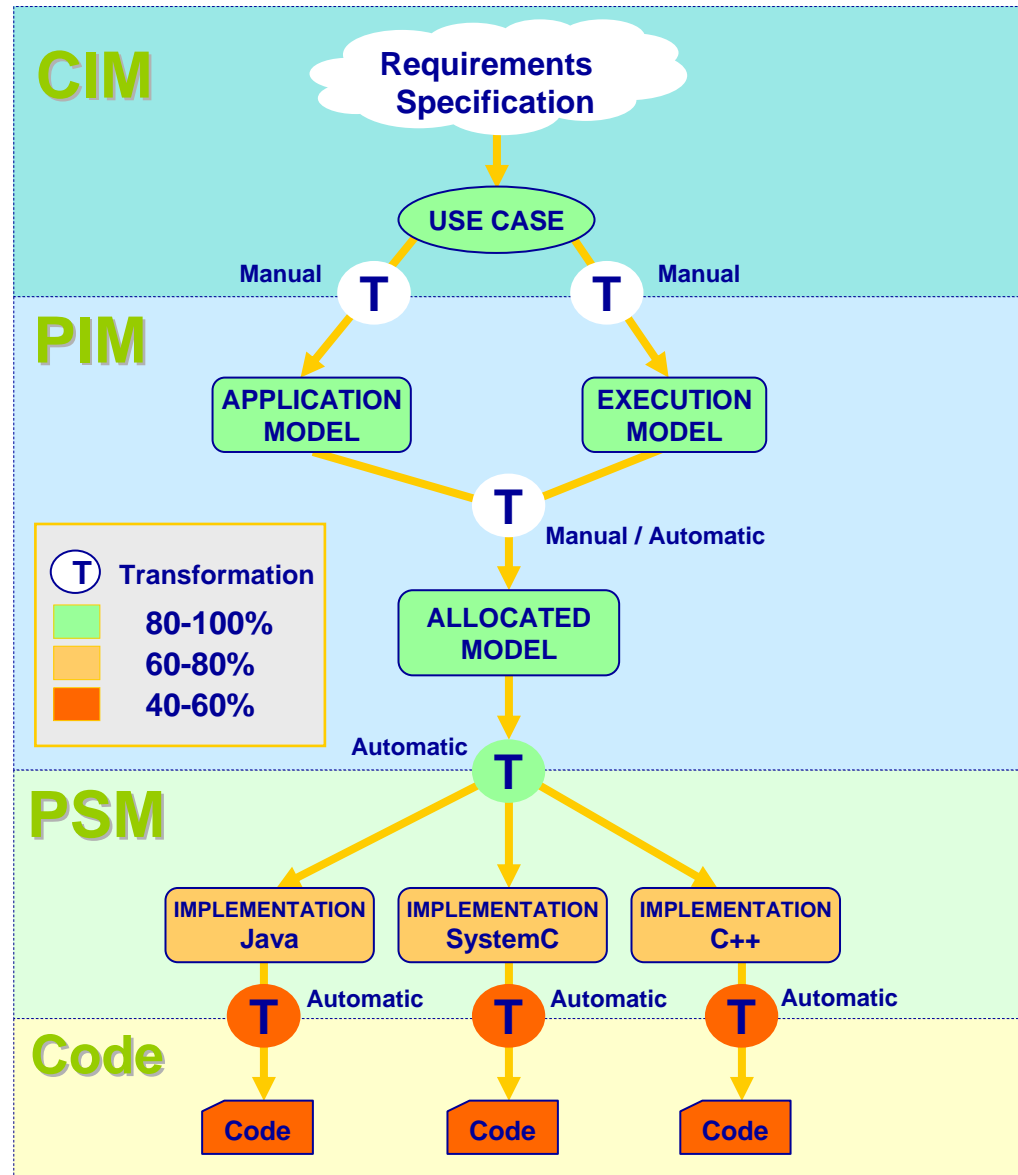 CIM
Requirements
Specification
USE CASE
Manual
T
T
Manual
PIM
APPLICATION
MODEL
EXECUTION
MODEL
T
Manual / Automatic
T Transformation
80-100%
60-80%
40-60%
ALLOCATED
MODEL
Automatic
T
PSM
IMPLEMENTATION
Java
IMPLEMENTATION
SystemC
IMPLEMENTATION
C++
T
Automatic
T
Automatic
T
Automatic
Code
Code
Code
Code